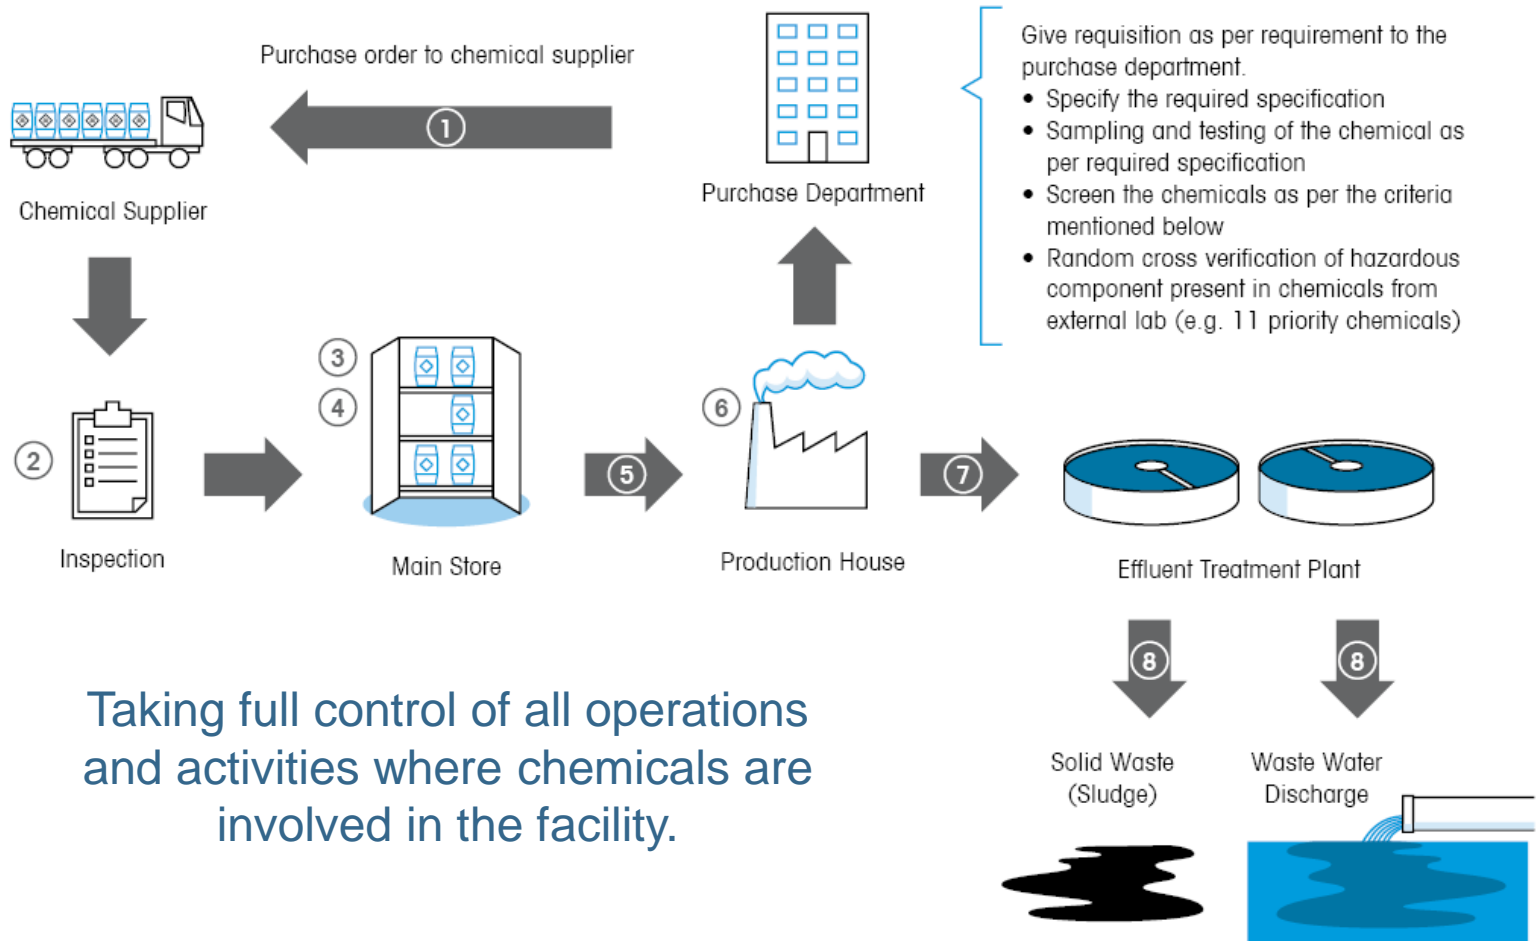 Purchase order to chemical supplier
1
Chemical Supplier
Purchase Department
Give requisition as per requirement to the
purchase department.
• Specify the required specification
• Sampling and testing of the chemical as
per required specification
• Screen the chemicals as per the criteria
mentioned below
• Random cross verification of hazardous
component present in chemicals from
external lab (e.g. 11 priority chemicals)
2
Inspection
3
4
Main Store
5
6
Production House
7
Effluent Treatment Plant
8
8
Solid Waste
(Sludge)
Waste Water
Discharge
Taking full control of all operations
and activities where chemicals are
involved in the facility.